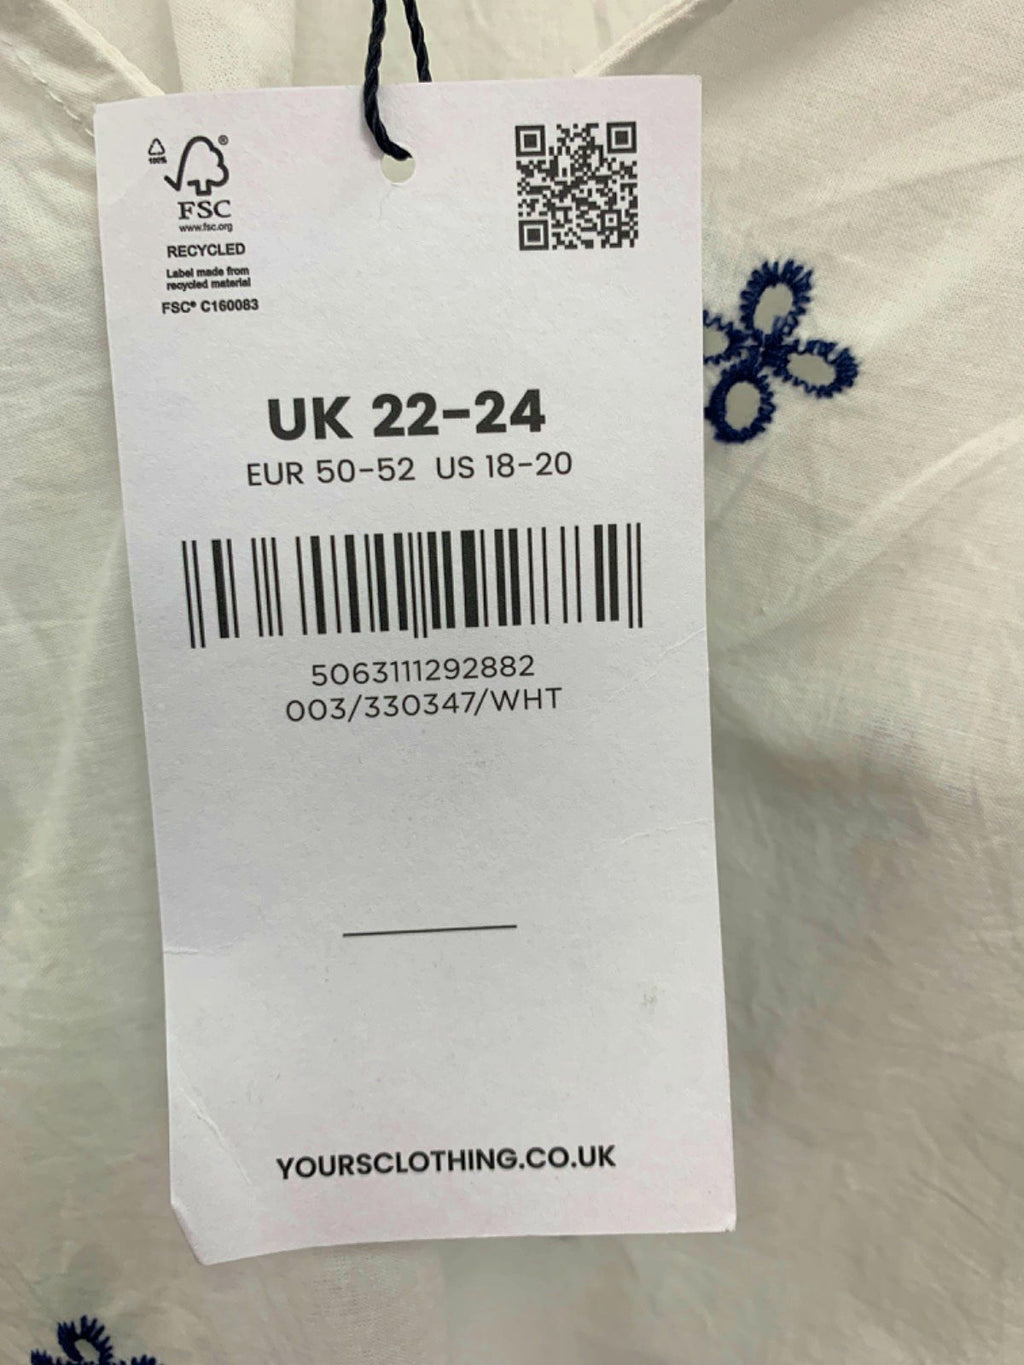 100%
FSC®
www.fsc.org
RECYCLED
Label made from
recycled material
FSC® C160083
UK 22-24
EUR 50-52 US 18-20
5063111292882
003/330347/WHT
YOURSCLOTHING.CO.UK